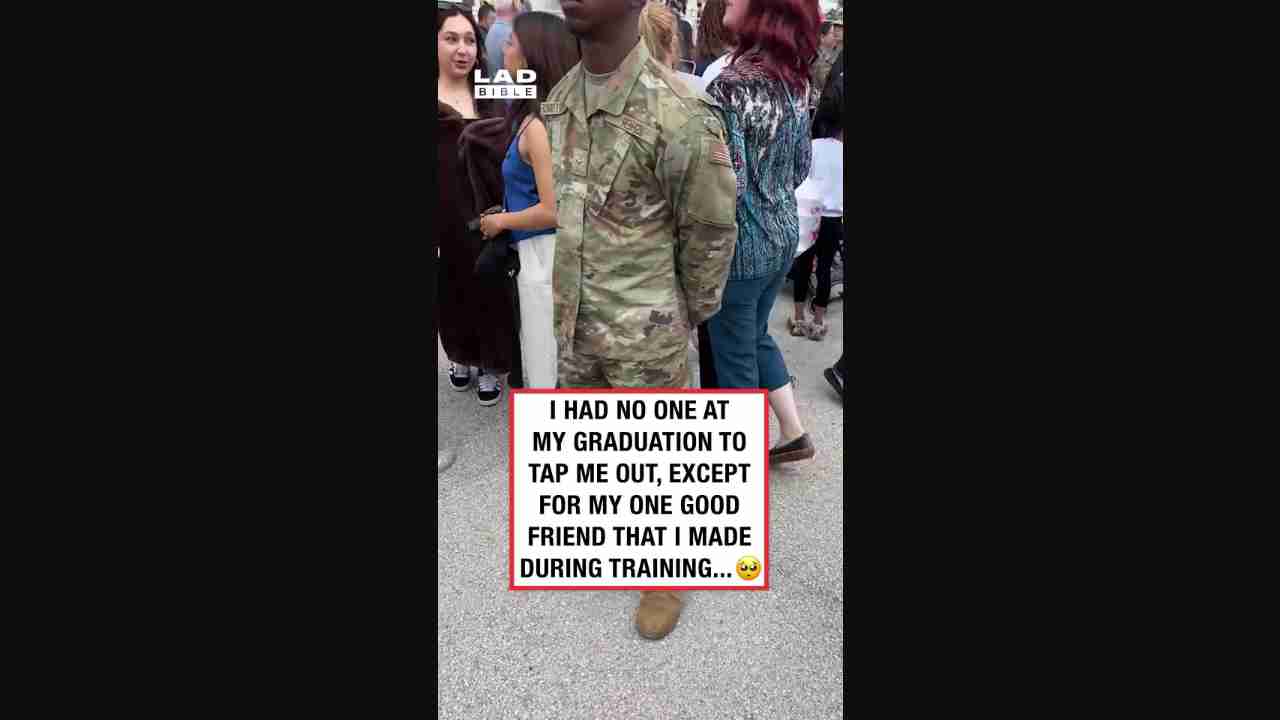 LAD
BIBLE
I HAD NO ONE AT
MY GRADUATION TO
TAP ME OUT, EXCEPT
FOR MY ONE GOOD
FRIEND THAT I MADE
DURING TRAINING...🥺